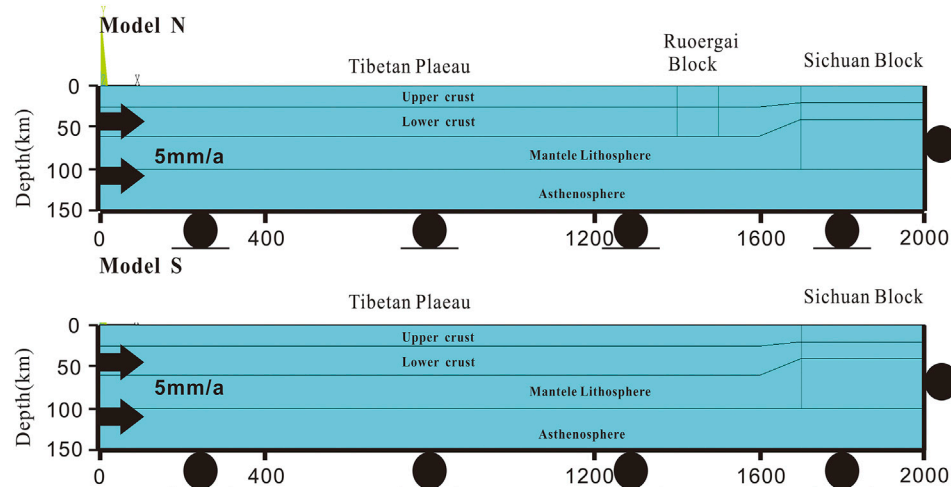 Y
Model N
Ruoergai
Block
Tibetan Plaeau
Sichuan Block
X
0
Upper crust
Lower crust
50
5mm/a
Mantele Lithosphere
100
Asthenosphere
150
Depth(km)
0
400
1200
1600
2000
Model S
Tibetan Plaeau
Sichuan Block
0
Upper crust
Lower crust
50
5mm/a
Mantele Lithosphere
100
Asthenosphere
150
Depth(km)
0
400
1200
1600
2000